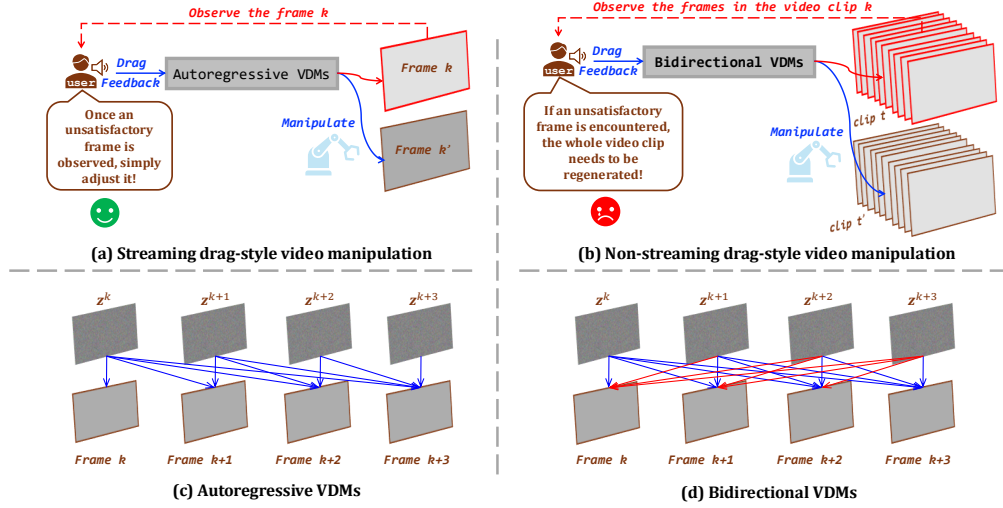 Observe the frame k
user
Drag
Feedback
Autoregressive VDMs
Frame k
Once an
unsatisfactory
frame is
observed, simply
adjust it!
Manipulate
Frame k'
(a) Streaming drag-style video manipulation
Observe the frames in the video clip k
user
Drag
Feedback
Bidirectional VDMs
clip t
If an unsatisfactory
frame is encountered,
the whole video clip
needs to be
regenerated!
Manipulate
clip t'
(b) Non-streaming drag-style video manipulation
z^k z^{k+1} z^{k+2} z^{k+3}
Frame k Frame k+1 Frame k+2 Frame k+3
(c) Autoregressive VDMs
z^k z^{k+1} z^{k+2} z^{k+3}
Frame k Frame k+1 Frame k+2 Frame k+3
(d) Bidirectional VDMs